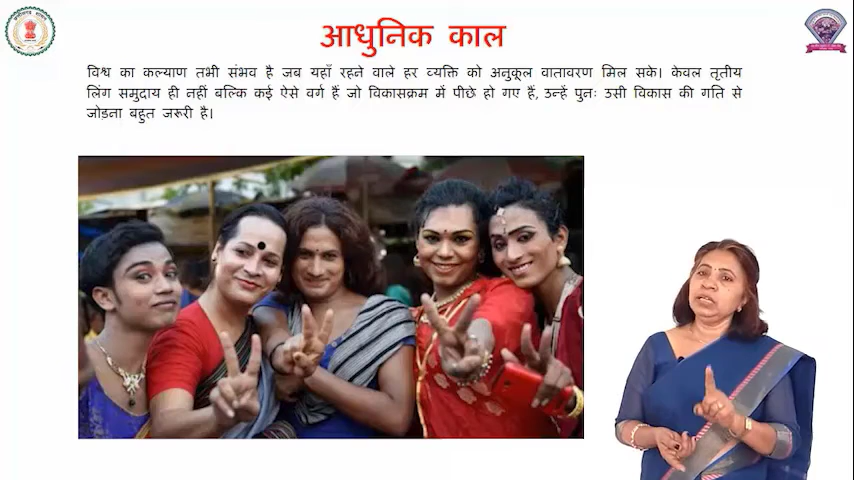 आधुनिक काल
विश्व का कल्याण तभी संभव है जब यहाँ रहने वाले हर व्यक्ति को अनुकूल वातावरण मिल सके। केवल तृतीय
लिंग समुदाय ही नहीं बल्कि कई ऐसे वर्ग हैं जो विकासक्रम में पीछे हो गए हैं, उन्हें पुनः उसी विकास की गति से
जोड़ना बहुत जरूरी है।